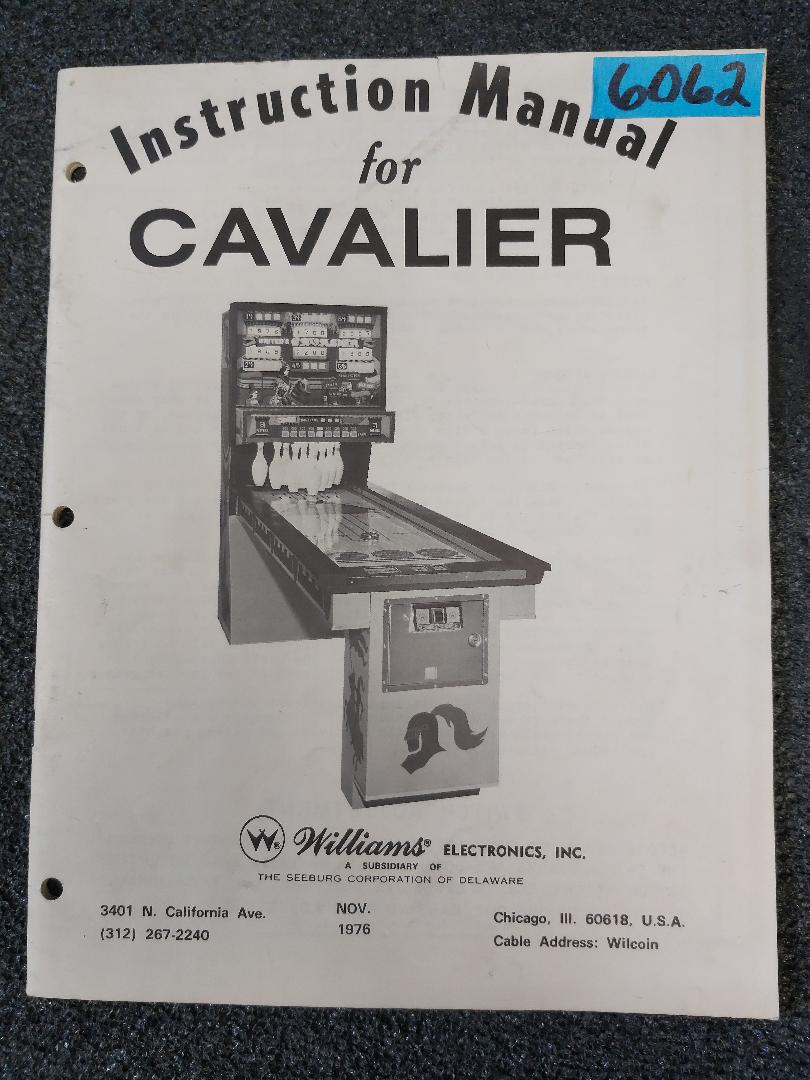 6062
Instruction Manual
for
CAVALIER
W®
Williams® ELECTRONICS, INC.
A SUBSIDIARY OF
THE SEEBURG CORPORATION OF DELAWARE
3401 N. California Ave.
(312) 267-2240
NOV.
1976
Chicago, Ill. 60618, U.S.A.
Cable Address: Wilcoin